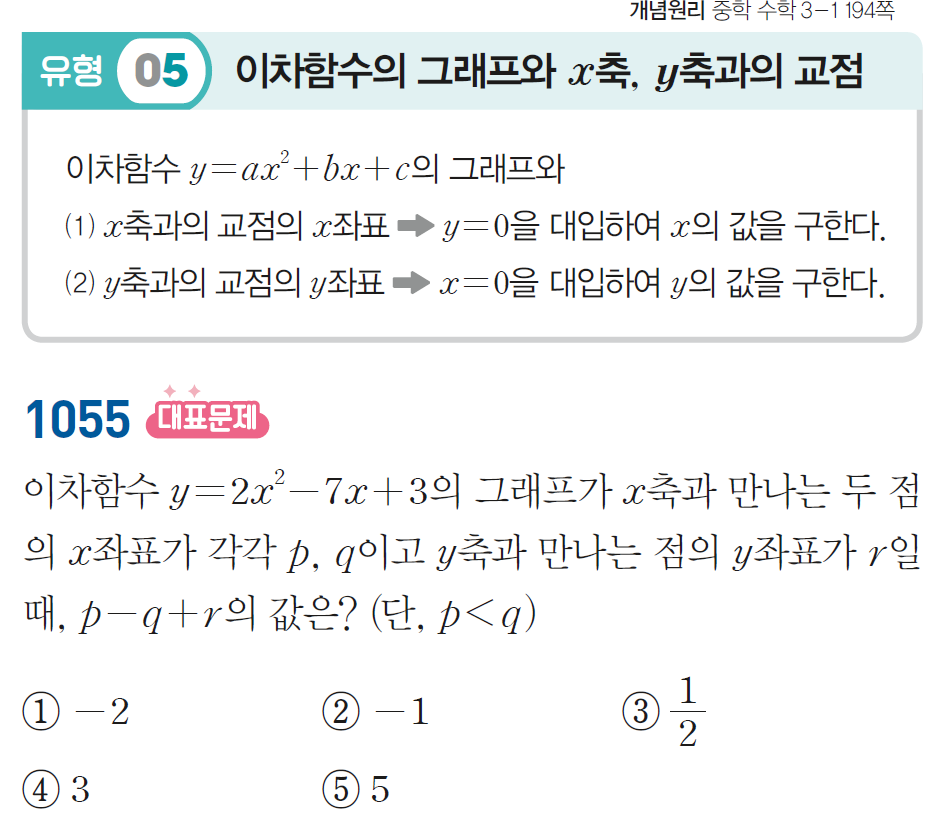 개념원리 중학 수학 3-1 194쪽
유형 05 이차함수의 그래프와 x축, y축과의 교점
이차함수 y=ax²+bx+c의 그래프와
⑴ x축과의 교점의 x좌표 ➡ y=0을 대입하여 x의 값을 구한다.
⑵ y축과의 교점의 y좌표 ➡ x=0을 대입하여 y의 값을 구한다.
1055 대표문제
이차함수 y=2x²-7x+3의 그래프가 x축과 만나는 두 점
의 x좌표가 각각 p, q이고 y축과 만나는 점의 y좌표가 r일
때, p-q+r의 값은? (단, p<q)
① -2 ② -1 ③ 1/2
④ 3 ⑤ 5